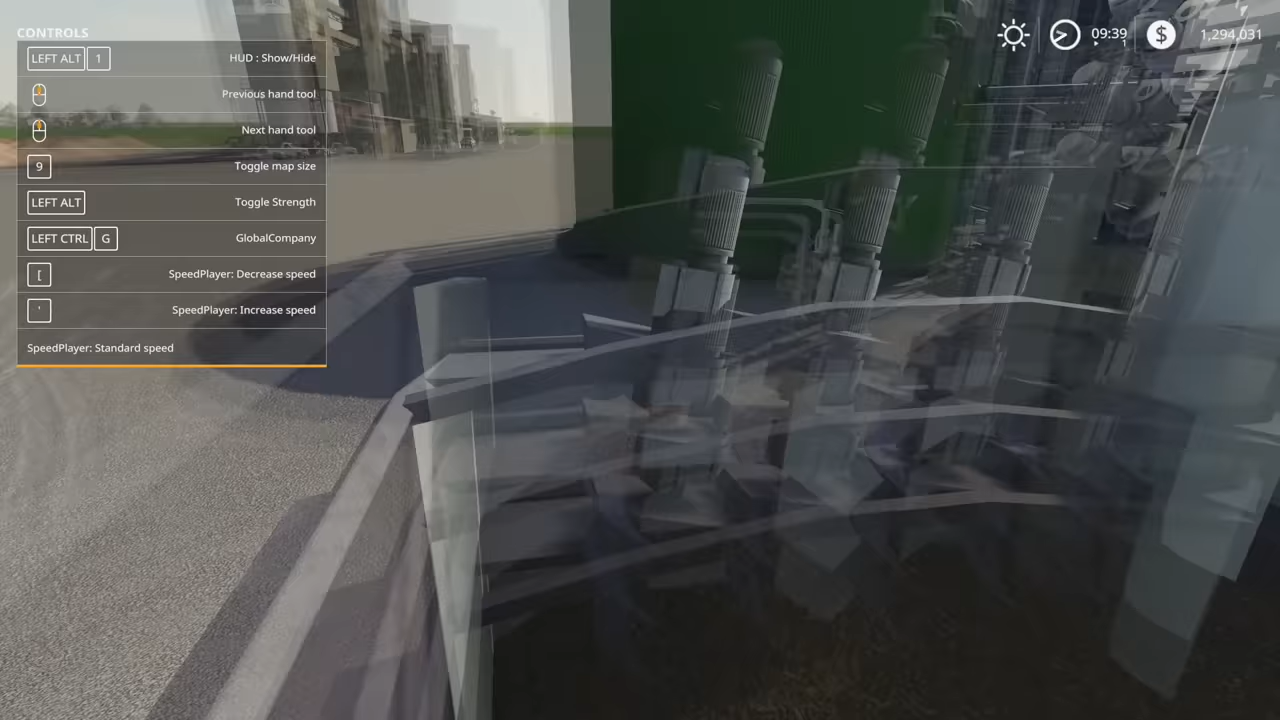 CONTROLS
LEFT ALT 1 HUD : Show/Hide
Previous hand tool
Next hand tool
9 Toggle map size
LEFT ALT Toggle Strength
LEFT CTRL G GlobalCompany
[ SpeedPlayer: Decrease speed
' SpeedPlayer: Increase speed
SpeedPlayer: Standard speed
09:39
1
$ 1,294,031